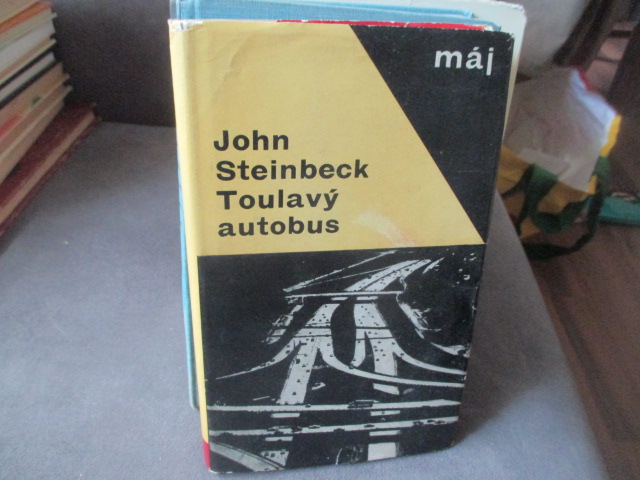 máj
John
Steinbeck
Toulavý
autobus